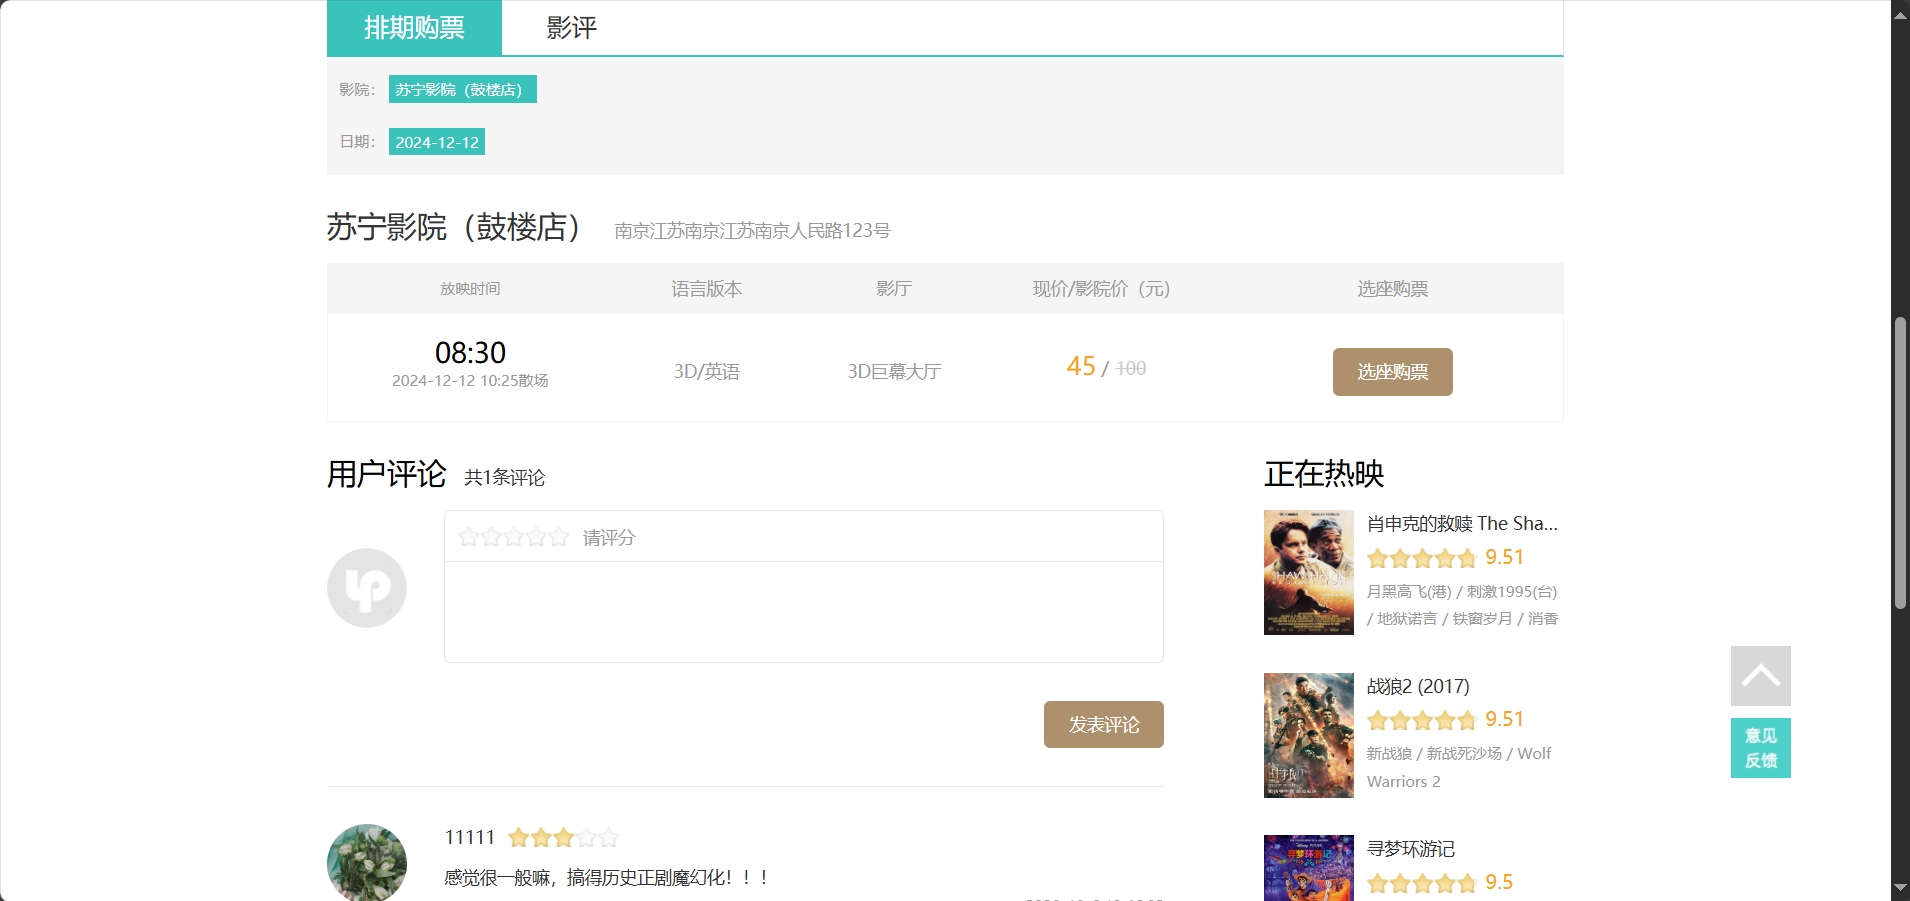 排期购票
影评
影院：
苏宁影院（鼓楼店）
日期：
2024-12-12
苏宁影院（鼓楼店）
南京江苏南京江苏南京人民路123号
放映时间
语言版本
影厅
现价/影院价（元）
选座购票
08:30
2024-12-12 10:25散场
3D/英语
3D巨幕大厅
45 / 100
选座购票
用户评论
共1条评论
请评分
发表评论
11111
感觉很一般嘛，搞得历史正剧魔幻化！！！
正在热映
肖申克的救赎 The Sha...
9.51
月黑高飞(港) / 刺激1995(台)
/ 地狱诺言 / 铁窗岁月 / 消香
战狼2 (2017)
9.51
新战狼 / 新战死沙场 / Wolf
Warriors 2
寻梦环游记
寻梦环游记
9.5
意见
反馈